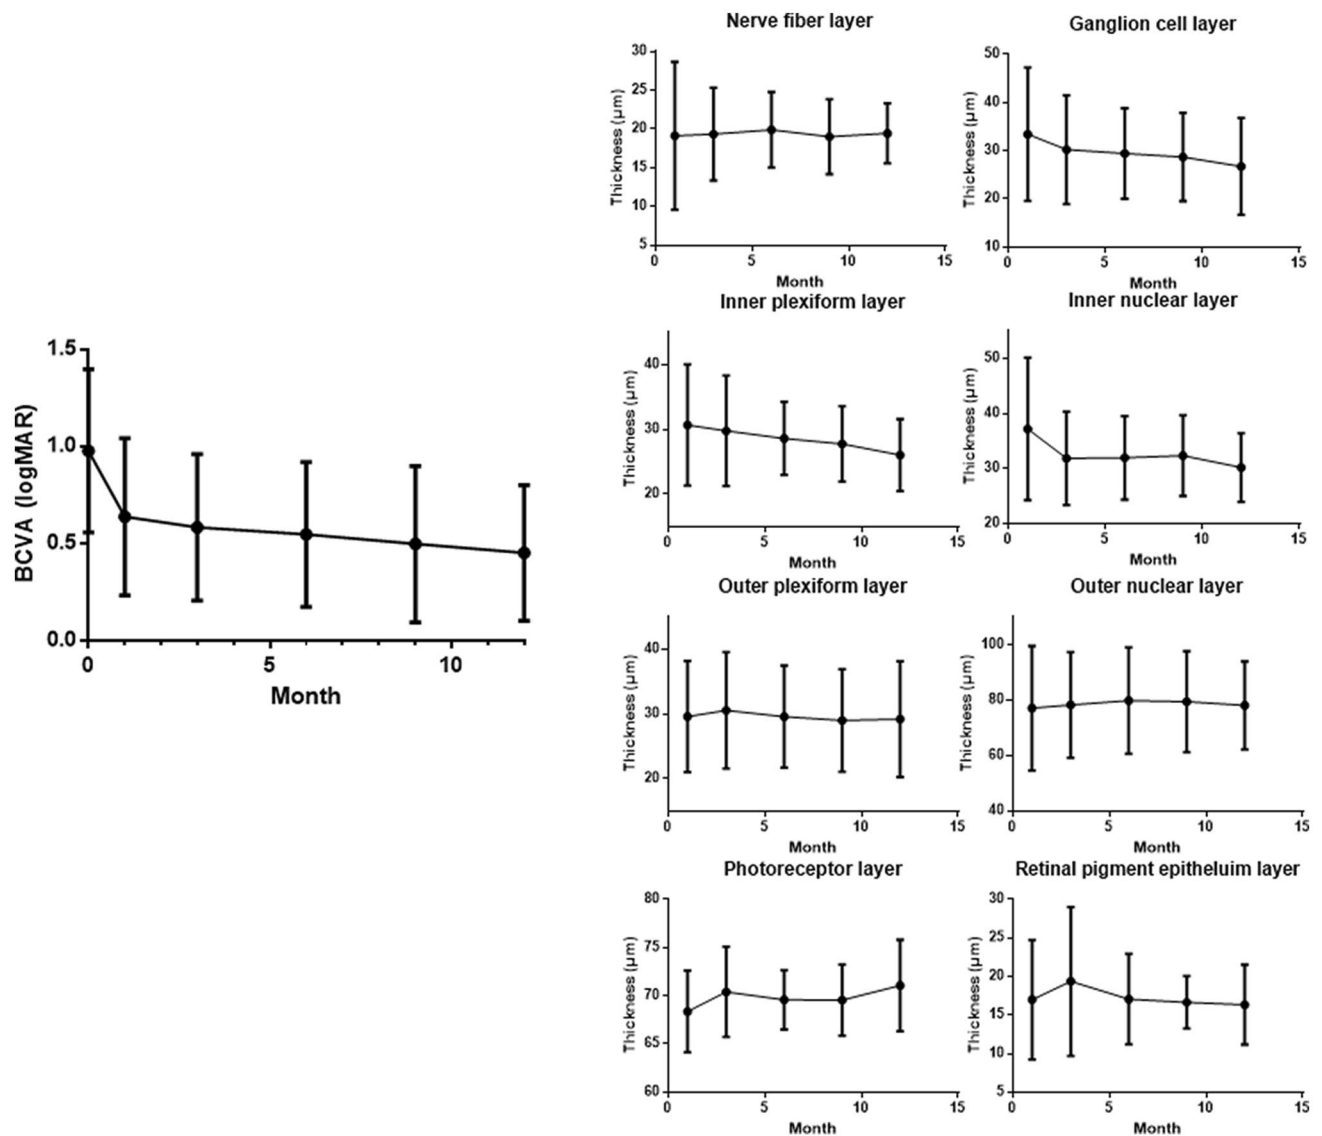 1.5
1.0
0.5
0.0
BCVA (logMAR)
0 5 10
Month
Nerve fiber layer
30
25
20
15
10
5
Thickness (µm)
0 5 10 15
Month
Ganglion cell layer
50
40
30
20
10
Thickness (µm)
0 5 10 15
Month
Inner plexiform layer
40
30
20
Thickness (µm)
0 5 10 15
Month
Inner nuclear layer
50
40
30
20
Thickness (µm)
0 5 10 15
Month
Outer plexiform layer
40
30
20
Thickness (µm)
0 5 10 15
Month
Outer nuclear layer
100
80
60
40
Thickness (µm)
0 5 10 15
Month
Photoreceptor layer
80
75
70
65
60
Thickness (µm)
0 5 10 15
Month
Retinal pigment epitheluim layer
30
25
20
15
10
5
Thickness (µm)
0 5 10 15
Month